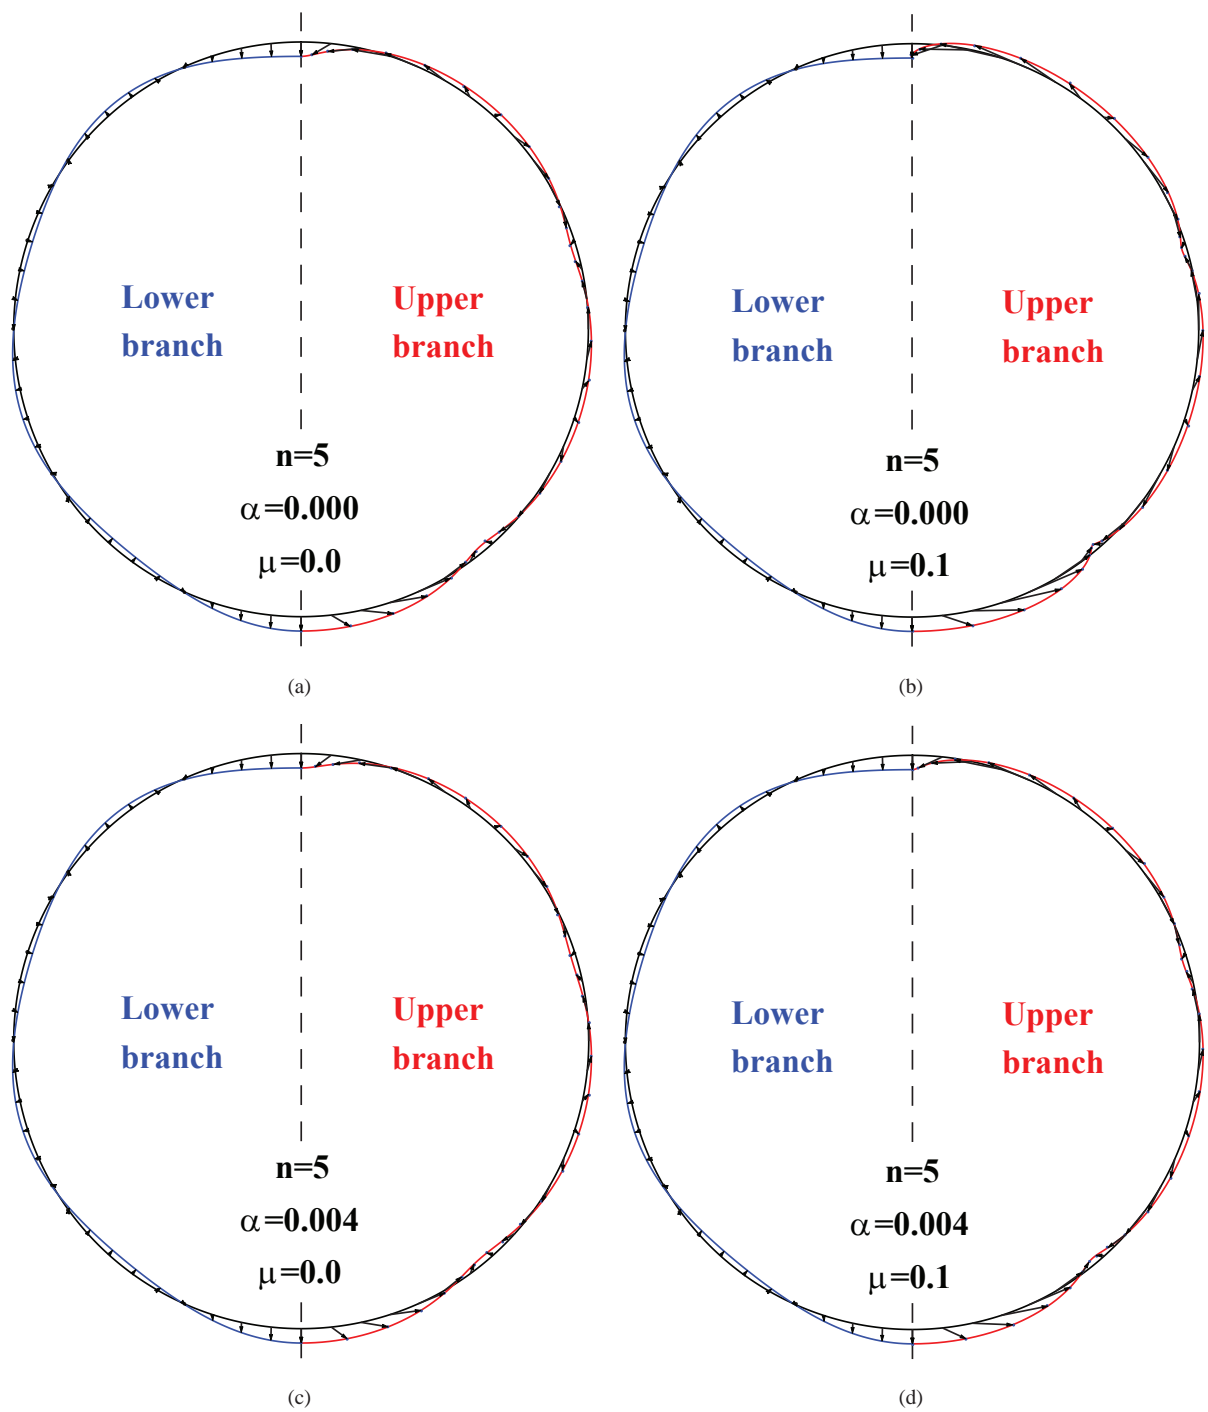 Lower
branch
Upper
branch
n=5
α=0.000
μ=0.0
(a)
Lower
branch
Upper
branch
n=5
α=0.000
μ=0.1
(b)
Lower
branch
Upper
branch
n=5
α=0.004
μ=0.0
(c)
Lower
branch
Upper
branch
n=5
α=0.004
μ=0.1
(d)